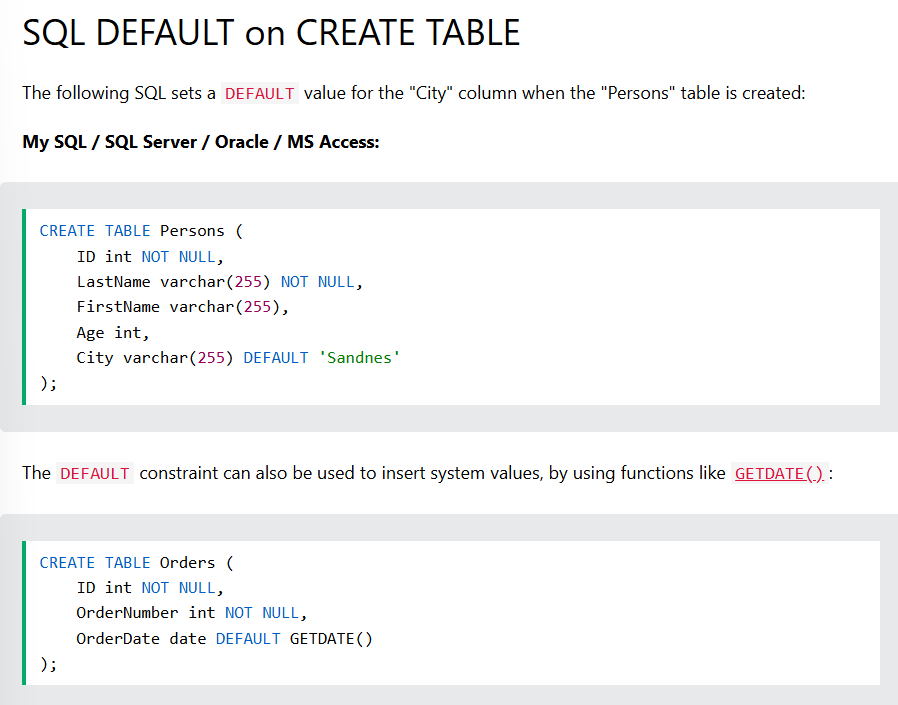 SQL DEFAULT on CREATE TABLE
The following SQL sets a DEFAULT value for the "City" column when the "Persons" table is created:
My SQL / SQL Server / Oracle / MS Access:
CREATE TABLE Persons (
    ID int NOT NULL,
    LastName varchar(255) NOT NULL,
    FirstName varchar(255),
    Age int,
    City varchar(255) DEFAULT 'Sandnes'
);
The DEFAULT constraint can also be used to insert system values, by using functions like GETDATE():
CREATE TABLE Orders (
    ID int NOT NULL,
    OrderNumber int NOT NULL,
    OrderDate date DEFAULT GETDATE()
);